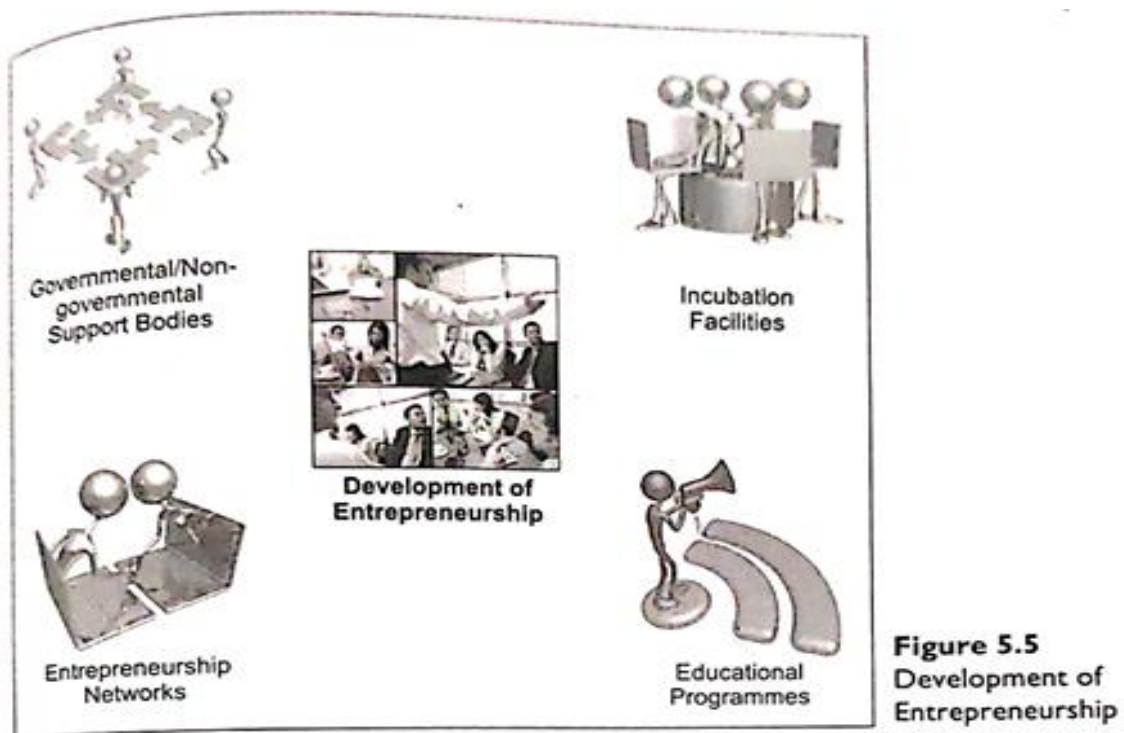 Governmental/Non-
governmental
Support Bodies
Incubation
Facilities
Development of
Entrepreneurship
Entrepreneurship
Networks
Educational
Programmes
Figure 5.5
Development of
Entrepreneurship